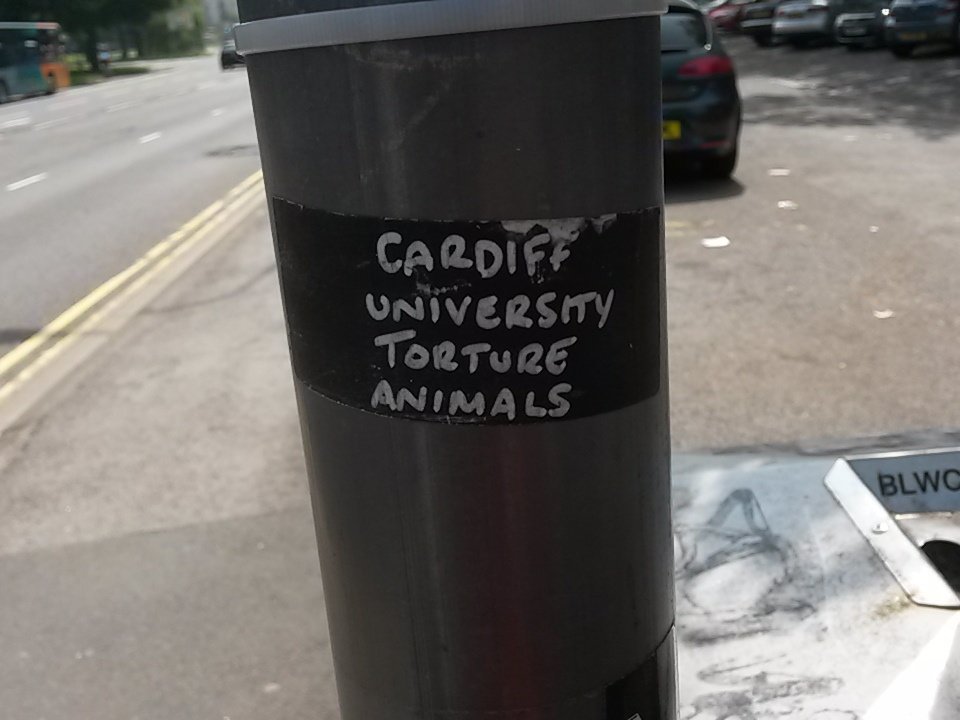 CARDIFF
UNIVERSITY
TORTURE
ANIMALS
BLWC